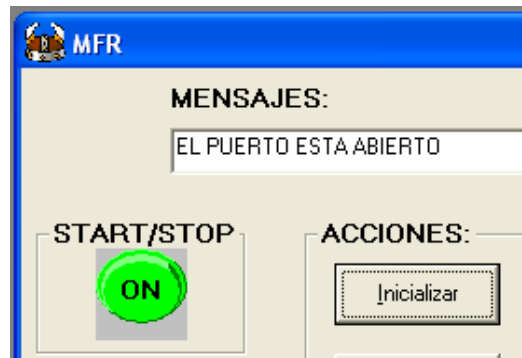 MFR
MENSAJES:
EL PUERTO ESTA ABIERTO
START/STOP
ON
ACCIONES:
Inicializar